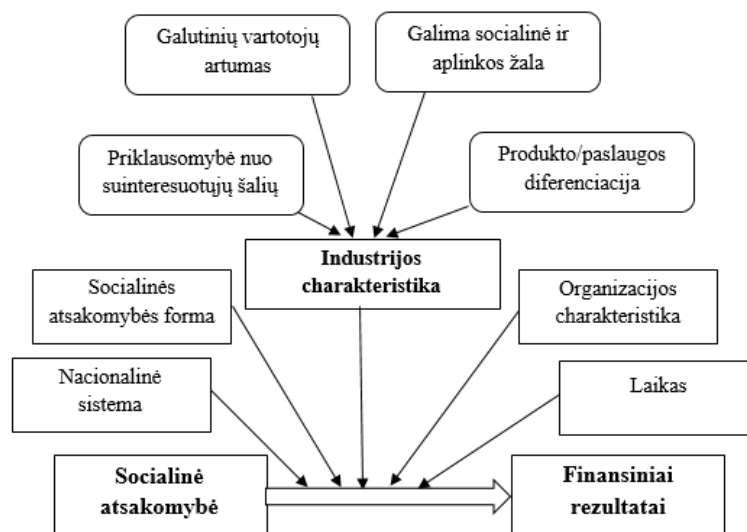 Galutinių vartotojų
artumas
Galima socialinė ir
aplinkos žala
Priklausomybė nuo
suinteresuotųjų šalių
Produkto/paslaugos
diferenciacija
Industrijos
charakteristika
Socialinės
atsakomybės forma
Organizacijos
charakteristika
Nacionalinė
sistema
Laikas
Socialinė
atsakomybė
Finansiniai
rezultatai